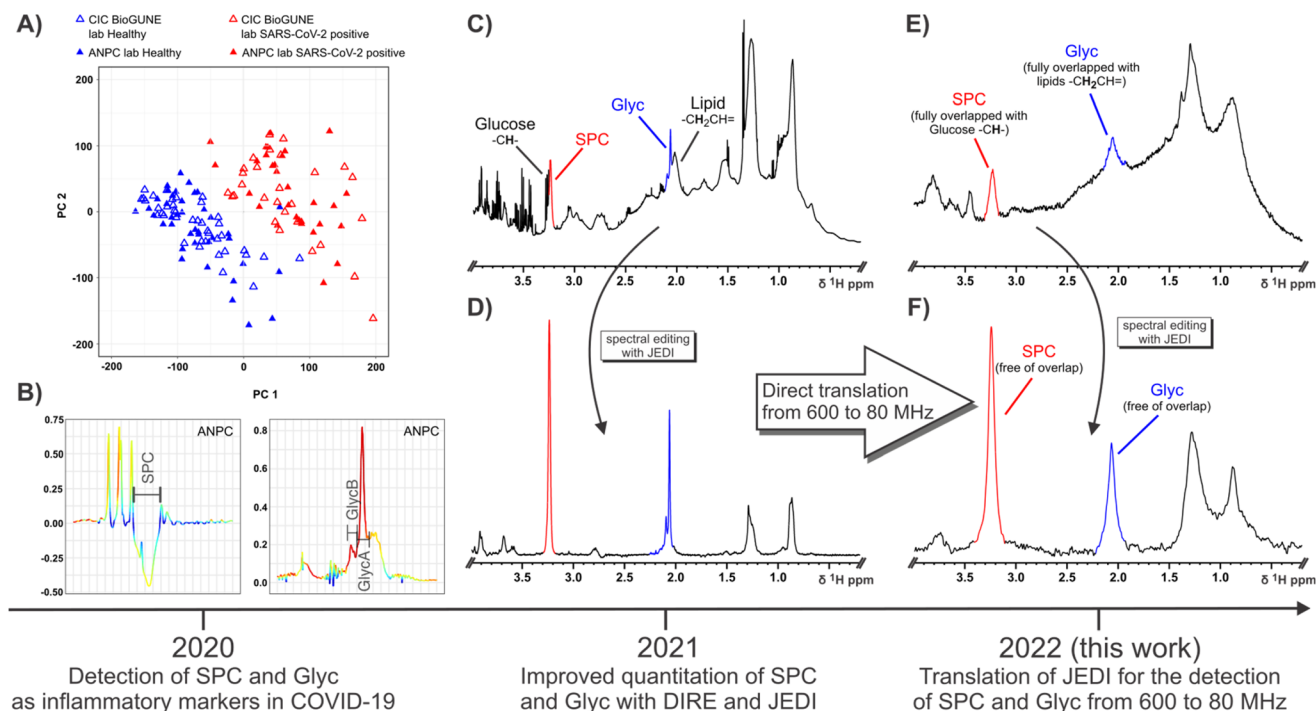 A)
CIC BioGUNE
lab Healthy
ANPC lab Healthy
CIC BioGUNE
lab SARS-CoV-2 positive
ANPC lab SARS-CoV-2 positive
200
100
0
-100
-200
PC 2
-200
-100
0
100
200
PC 1
B)
0.75
0.50
0.25
0.00
-0.25
-0.50
ANPC
SPC
0.8
0.6
0.4
0.2
0.0
ANPC
GlycB
GlycA
C)
Glucose
-CH-
SPC
Glyc
Lipid
-CH2CH=
3.5
3.0
2.5
2.0
1.5
1.0
δ ¹H ppm
spectral editing
with JEDI
D)
3.5
3.0
2.5
2.0
1.5
1.0
δ ¹H ppm
Direct translation
from 600 to 80 MHz
E)
SPC
(fully overlapped with
Glucose -CH-)
Glyc
(fully overlapped with
lipids -CH2CH=)
3.5
3.0
2.5
2.0
1.5
1.0
δ ¹H ppm
spectral editing
with JEDI
F)
SPC
(free of overlap)
Glyc
(free of overlap)
3.5
3.0
2.5
2.0
1.5
1.0
δ ¹H ppm
2020
Detection of SPC and Glyc
as inflammatory markers in COVID-19
2021
Improved quantitation of SPC
and Glyc with DIRE and JEDI
2022 (this work)
Translation of JEDI for the detection
of SPC and Glyc from 600 to 80 MHz